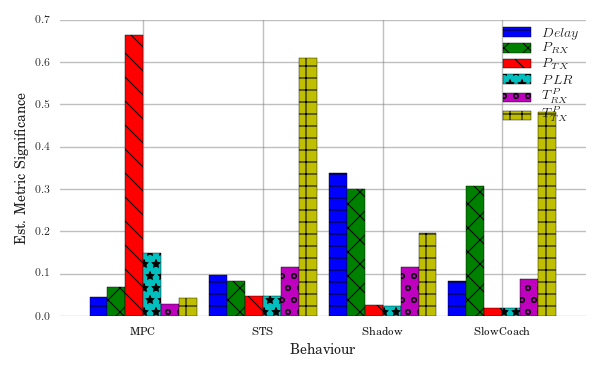 0.7
0.6
0.5
0.4
0.3
0.2
0.1
0.0
Est. Metric Significance
Delay
P_RX
P_TX
PLR
T^P_RX
T^P_TX
MPC STS Shadow SlowCoach
Behaviour